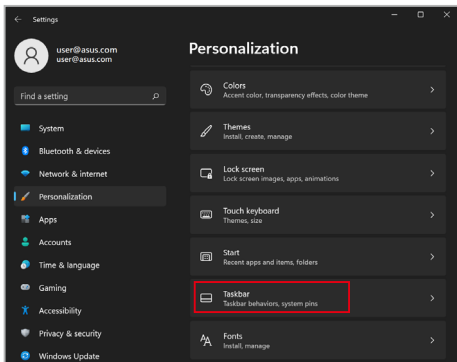 Settings
user@asus.com
user@asus.com
Find a setting
System
Bluetooth & devices
Network & internet
Personalization
Apps
Accounts
Time & language
Gaming
Accessibility
Privacy & security
Windows Update
Personalization
Colors
Accent color, transparency effects, color theme
Themes
Install, create, manage
Lock screen
Lock screen images, apps, animations
Touch keyboard
Themes, size
Start
Recent apps and items, folders
Taskbar
Taskbar behaviors, system pins
Fonts
Install, manage